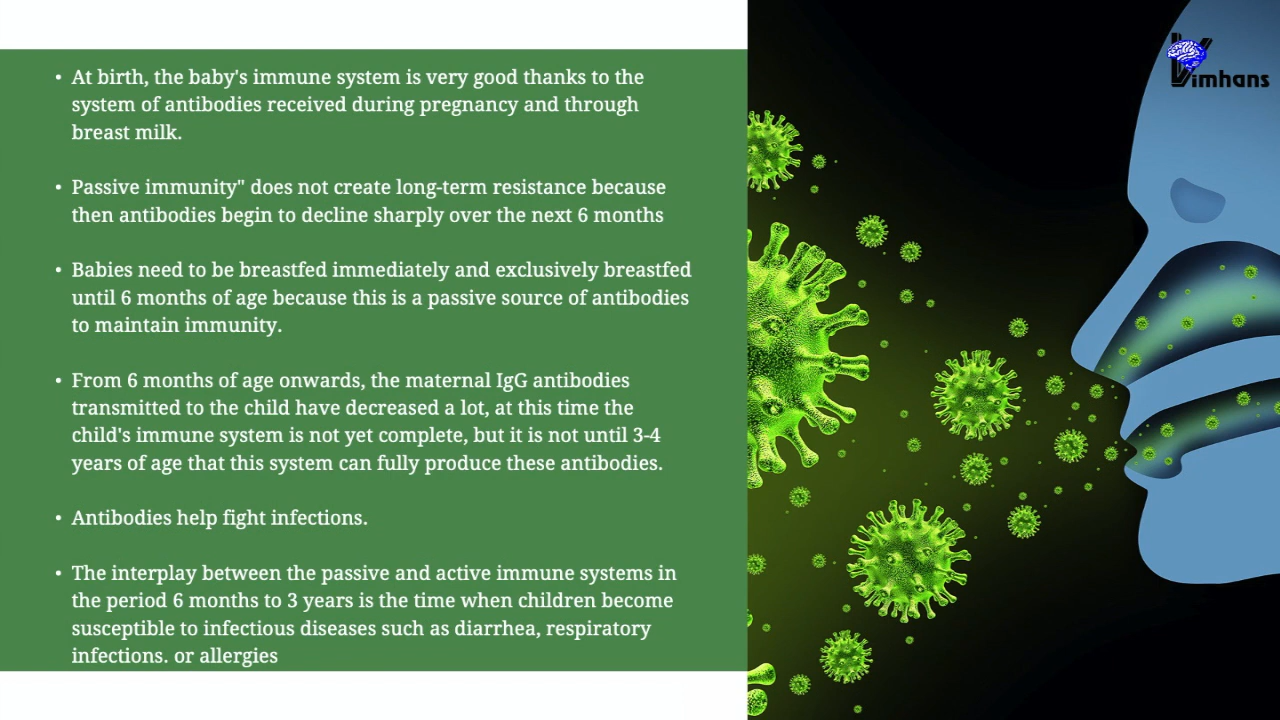 • At birth, the baby's immune system is very good thanks to the
system of antibodies received during pregnancy and through
breast milk.
• Passive immunity" does not create long-term resistance because
then antibodies begin to decline sharply over the next 6 months
• Babies need to be breastfed immediately and exclusively breastfed
until 6 months of age because this is a passive source of antibodies
to maintain immunity.
• From 6 months of age onwards, the maternal IgG antibodies
transmitted to the child have decreased a lot, at this time the
child's immune system is not yet complete, but it is not until 3-4
years of age that this system can fully produce these antibodies.
• Antibodies help fight infections.
• The interplay between the passive and active immune systems in
the period 6 months to 3 years is the time when children become
susceptible to infectious diseases such as diarrhea, respiratory
infections. or allergies
Vimhans